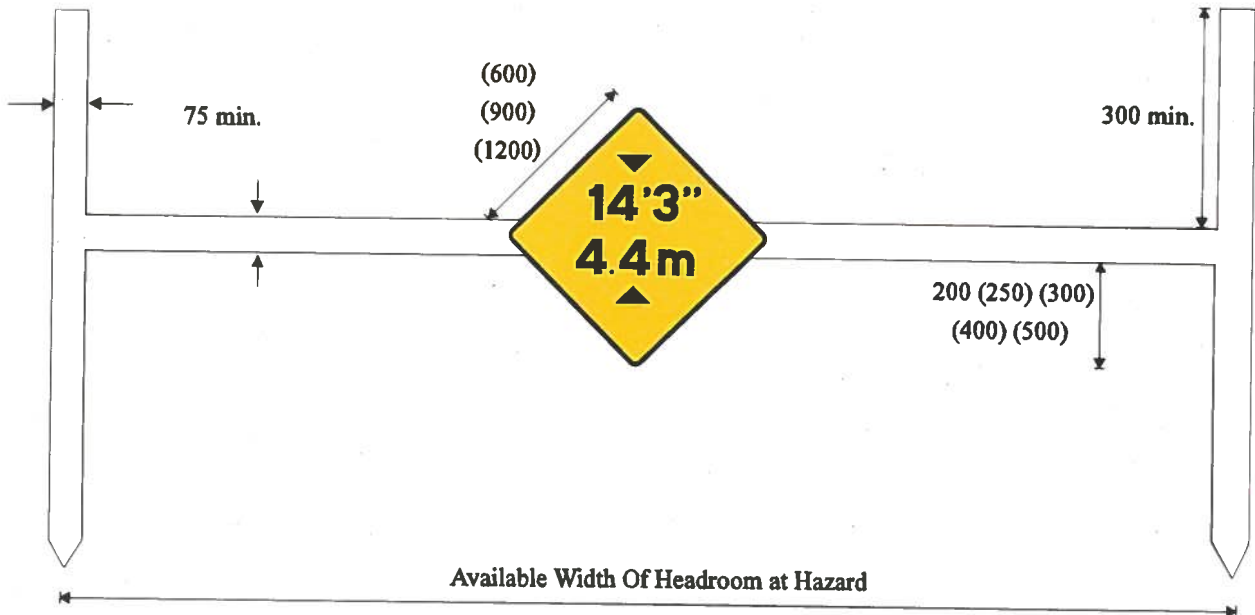 (600)
(900)
(1200)
75 min.
300 min.
14'3"
4.4m
200 (250) (300)
(400) (500)
Available Width Of Headroom at Hazard